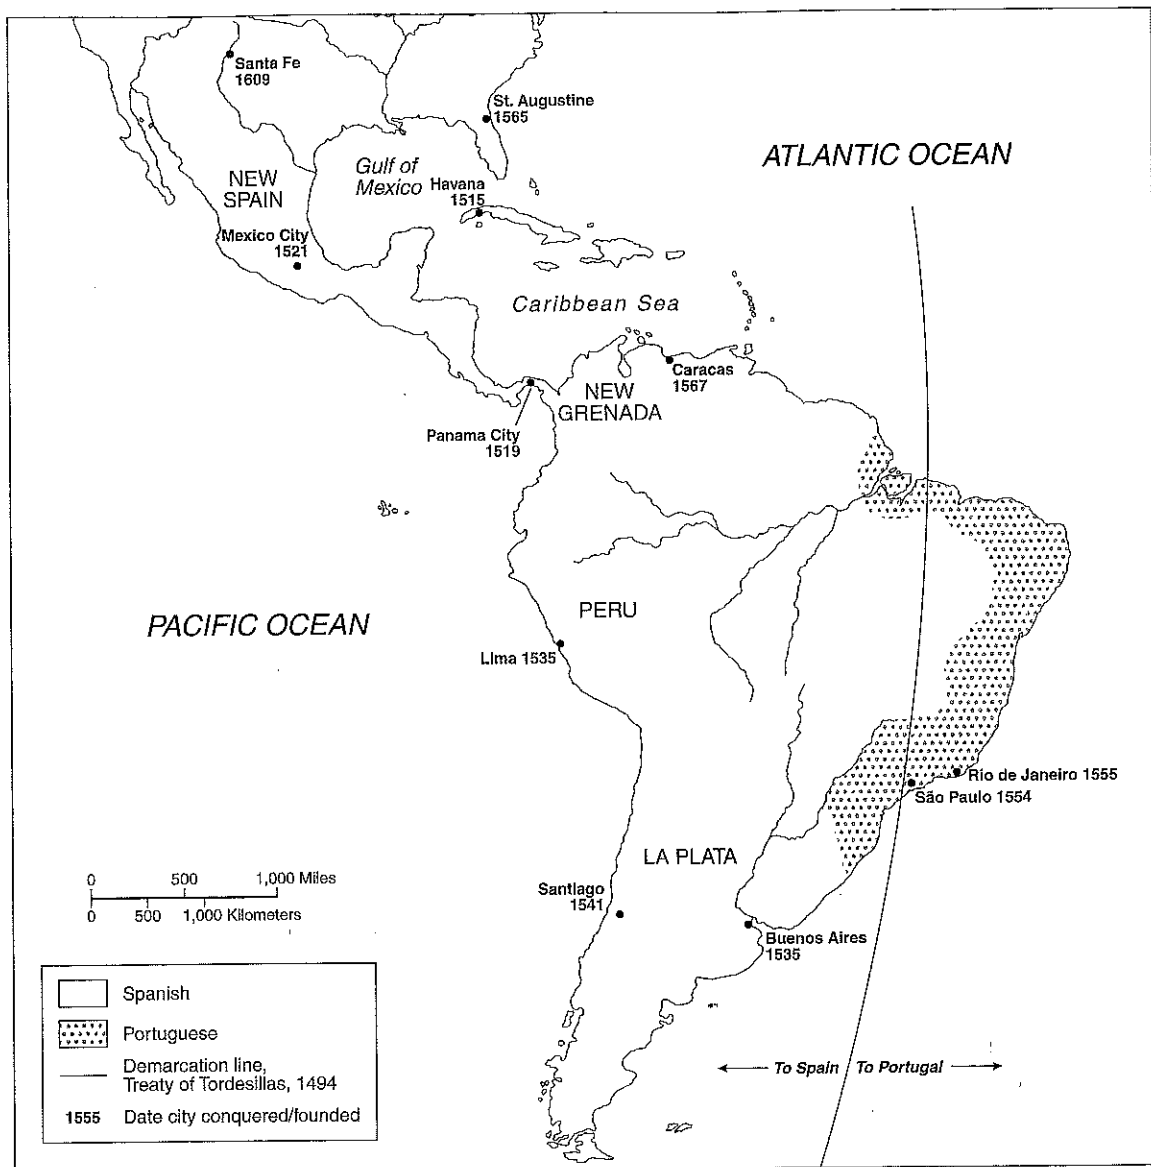 Santa Fe
1609
St. Augustine
1565
ATLANTIC OCEAN
Gulf of
Mexico
NEW
SPAIN
Havana
1515
Mexico City
1521
Caribbean Sea
Caracas
1567
NEW
GRENADA
Panama City
1519
PERU
PACIFIC OCEAN
Lima 1535
Rio de Janeiro 1555
São Paulo 1554
LA PLATA
0 500 1,000 Miles
0 500 1,000 Kilometers
Santiago
1541
Buenos Aires
1535
Spanish
Portuguese
Demarcation line,
Treaty of Tordesillas, 1494
1555 Date city conquered/founded
To Spain To Portugal